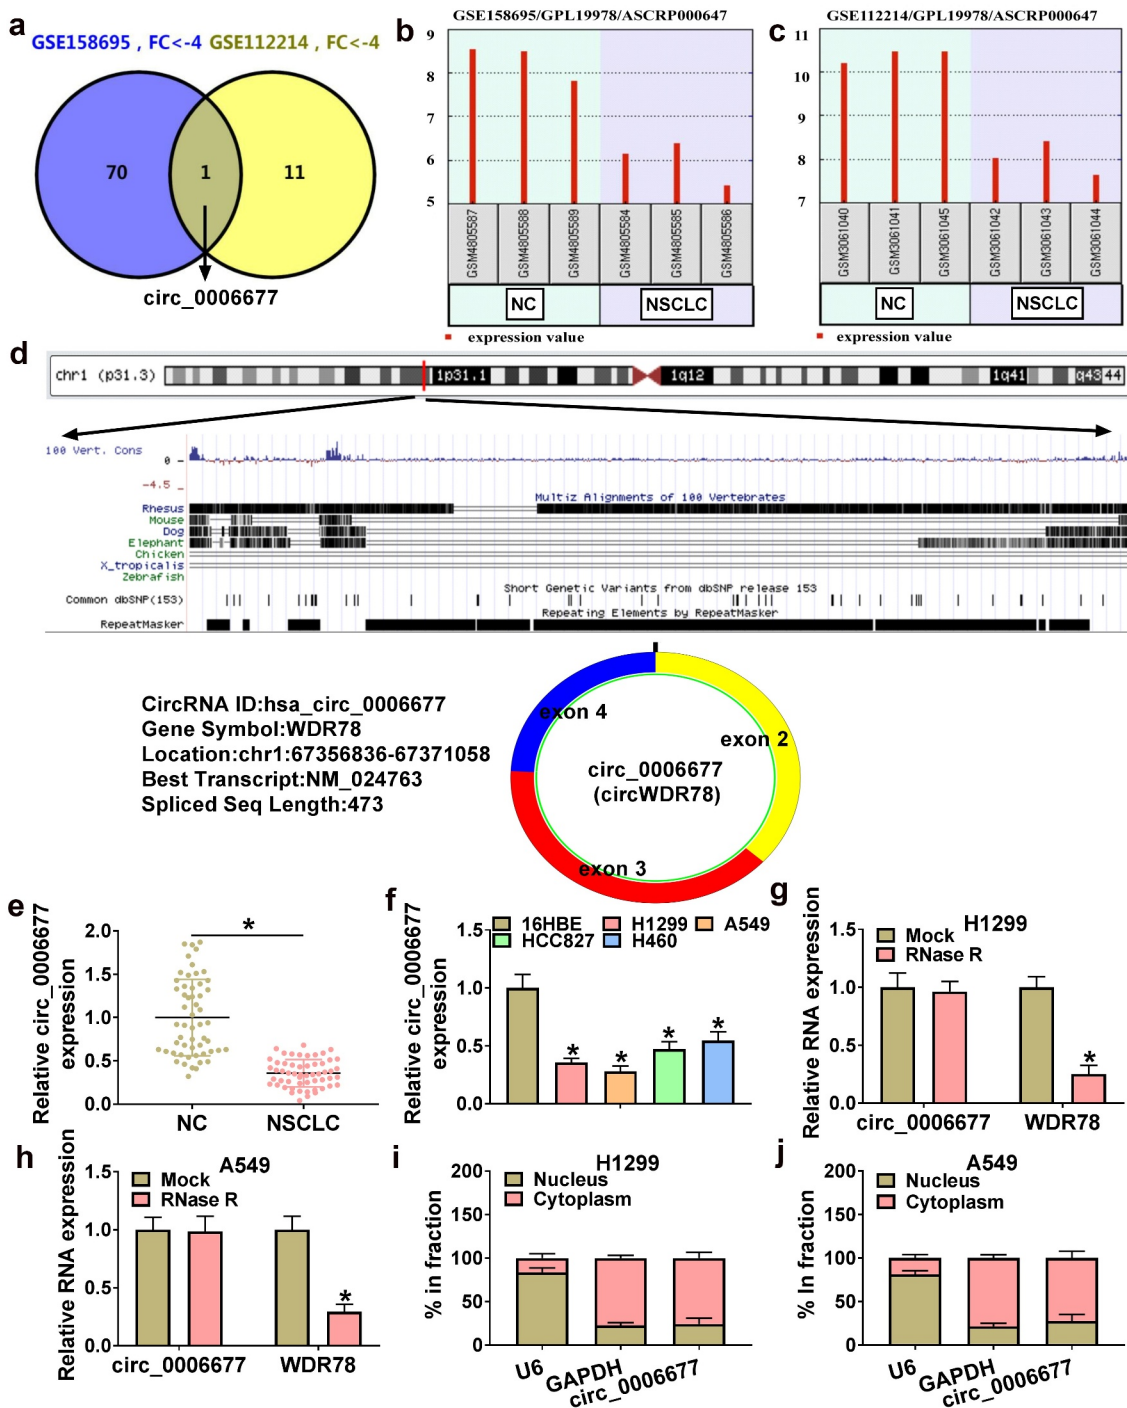 a
GSE158695 , FC<-4 GSE112214 , FC<-4
70
1
11
circ_0006677
b
GSE158695/GPL19978/ASCRP000647
9
8
7
6
5
GSM4805587
GSM4805588
GSM4805589
GSM4805584
GSM4805585
GSM4805586
NC
NSCLC
expression value
c
GSE112214/GPL19978/ASCRP000647
11
10
9
8
7
GSM3061040
GSM3061041
GSM3061045
GSM3061042
GSM3061043
GSM3061044
NC
NSCLC
expression value
d
chr1 (p31.3)
1p31.1
1q12
1q41
q43
44
100 Vert. Cons
0 _
-4.5 _
Multiz Alignments of 100 Vertebrates
Rhesus
Mouse
Dog
Elephant
Chicken
X_tropicalis
Zebrafish
Short Genetic Variants from dbSNP release 153
Common dbSNP(153)
Repeating Elements by RepeatMasker
RepeatMasker
CircRNA ID:hsa_circ_0006677
Gene Symbol:WDR78
Location:chr1:67356836-67371058
Best Transcript:NM_024763
Spliced Seq Length:473
exon 4
exon 2
circ_0006677
(circWDR78)
exon 3
e
Relative circ_0006677
expression
2.0
1.5
1.0
0.5
0.0
*
NC
NSCLC
f
Relative circ_0006677
expression
1.5
1.0
0.5
0.0
16HBE
H1299
A549
HCC827
H460
*
*
*
*
g
H1299
Relative RNA expression
1.5
1.0
0.5
0.0
Mock
RNase R
*
circ_0006677
WDR78
h
A549
Relative RNA expression
1.5
1.0
0.5
0.0
Mock
RNase R
*
circ_0006677
WDR78
i
H1299
% in fraction
200
150
100
50
0
Nucleus
Cytoplasm
U6
GAPDH
circ_0006677
j
A549
% In fraction
200
150
100
50
0
Nucleus
Cytoplasm
U6
GAPDH
circ_0006677